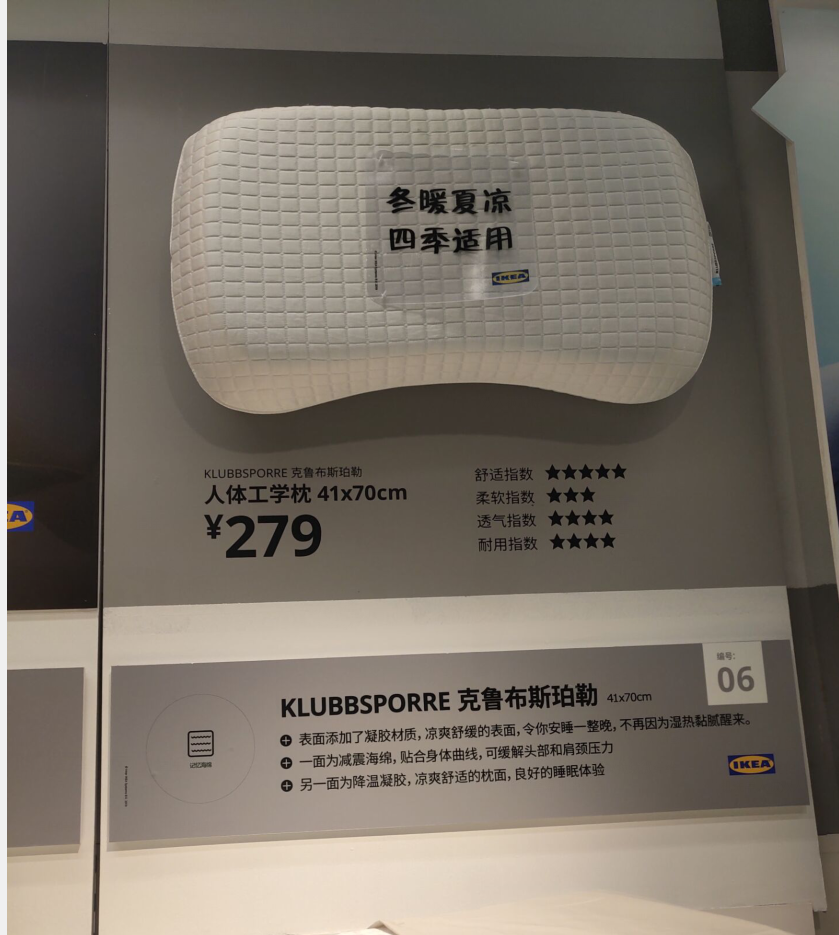 冬暖夏凉
四季适用
IKEA
KLUBBSPORRE 克鲁布斯珀勒
人体工学枕 41x70cm
¥279
舒适指数 ★★★★★
柔软指数 ★★★
透气指数 ★★★★
耐用指数 ★★★★
EA
编号:
06
KLUBBSPORRE 克鲁布斯珀勒 41x70cm
表面添加了凝胶材质，凉爽舒缓的表面，令你安睡一整晚，不再因为湿热黏腻醒来。
一面为减震海绵，贴合身体曲线，可缓解头部和肩颈压力
另一面为降温凝胶，凉爽舒适的枕面，良好的睡眠体验
记忆海绵
IKEA